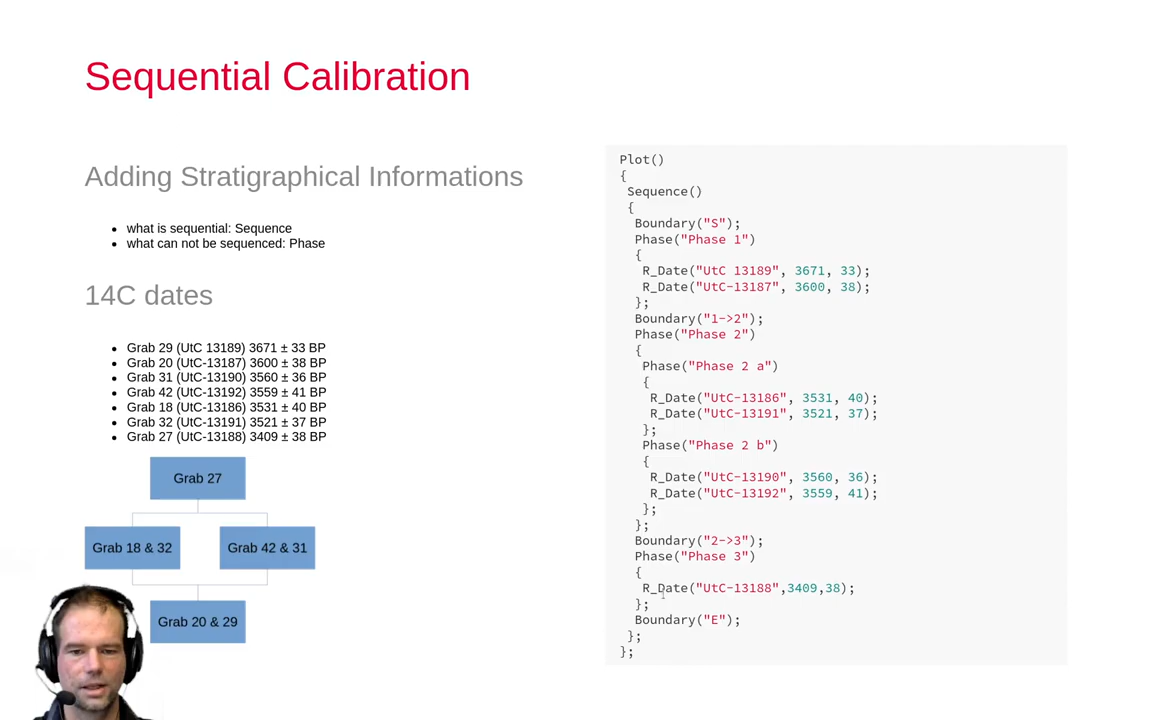 Sequential Calibration
Adding Stratigraphical Informations
what is sequential: Sequence
what can not be sequenced: Phase
14C dates
Grab 29 (UtC 13189) 3671 ± 33 BP
Grab 20 (UtC-13187) 3600 ± 38 BP
Grab 31 (UtC-13190) 3560 ± 36 BP
Grab 42 (UtC-13192) 3559 ± 41 BP
Grab 18 (UtC-13186) 3531 ± 40 BP
Grab 32 (UtC-13191) 3521 ± 37 BP
Grab 27 (UtC-13188) 3409 ± 38 BP
Grab 27
Grab 18 & 32
Grab 42 & 31
Grab 20 & 29
Plot()
{
Sequence()
{
Boundary("S");
Phase("Phase 1")
{
R_Date("UtC 13189", 3671, 33);
R_Date("UtC-13187", 3600, 38);
};
Boundary("1->2");
Phase("Phase 2")
{
Phase("Phase 2 a")
{
R_Date("UtC-13186", 3531, 40);
R_Date("UtC-13191", 3521, 37);
};
Phase("Phase 2 b")
{
R_Date("UtC-13190", 3560, 36);
R_Date("UtC-13192", 3559, 41);
};
};
Boundary("2->3");
Phase("Phase 3")
{
R_Date("UtC-13188",3409,38);
};
Boundary("E");
};
};